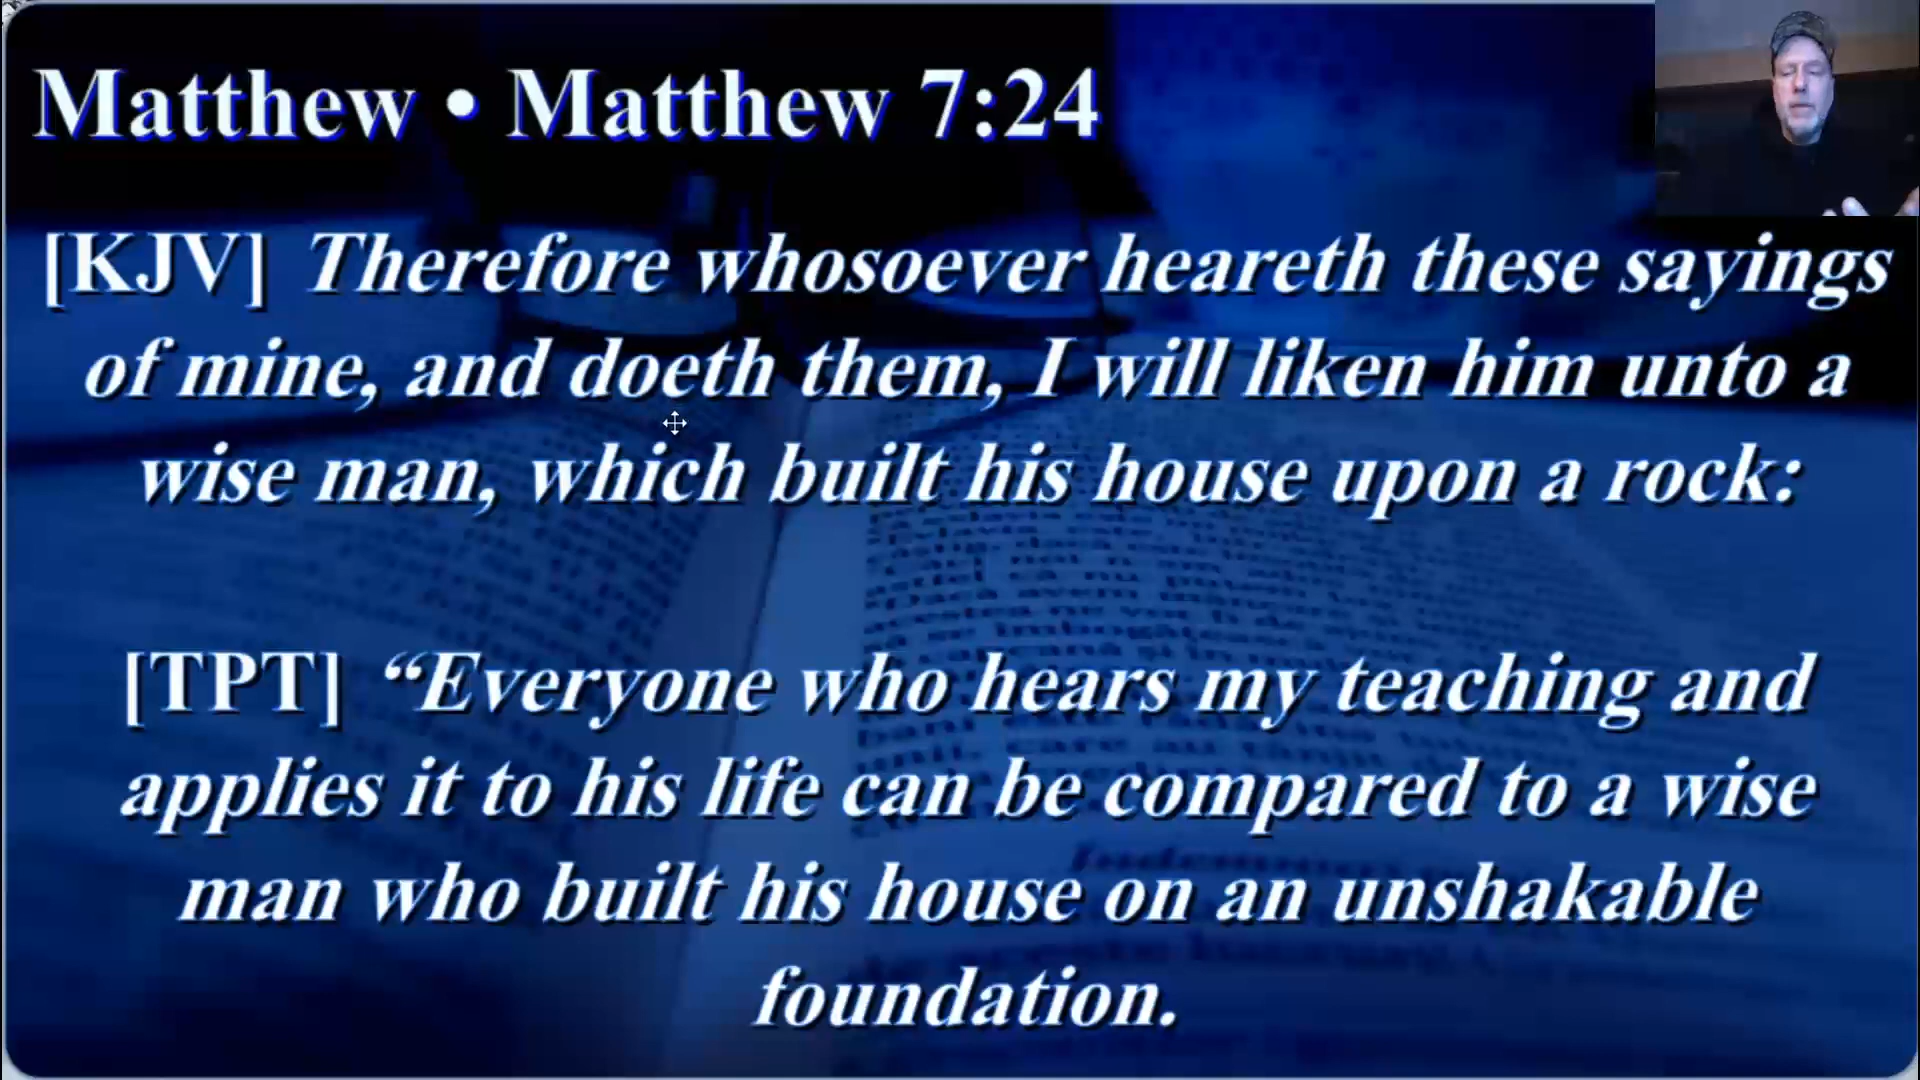 Matthew • Matthew 7:24
[KJV] Therefore whosoever heareth these sayings
of mine, and doeth them, I will liken him unto a
wise man, which built his house upon a rock:
[TPT] “Everyone who hears my teaching and
applies it to his life can be compared to a wise
man who built his house on an unshakable
foundation.